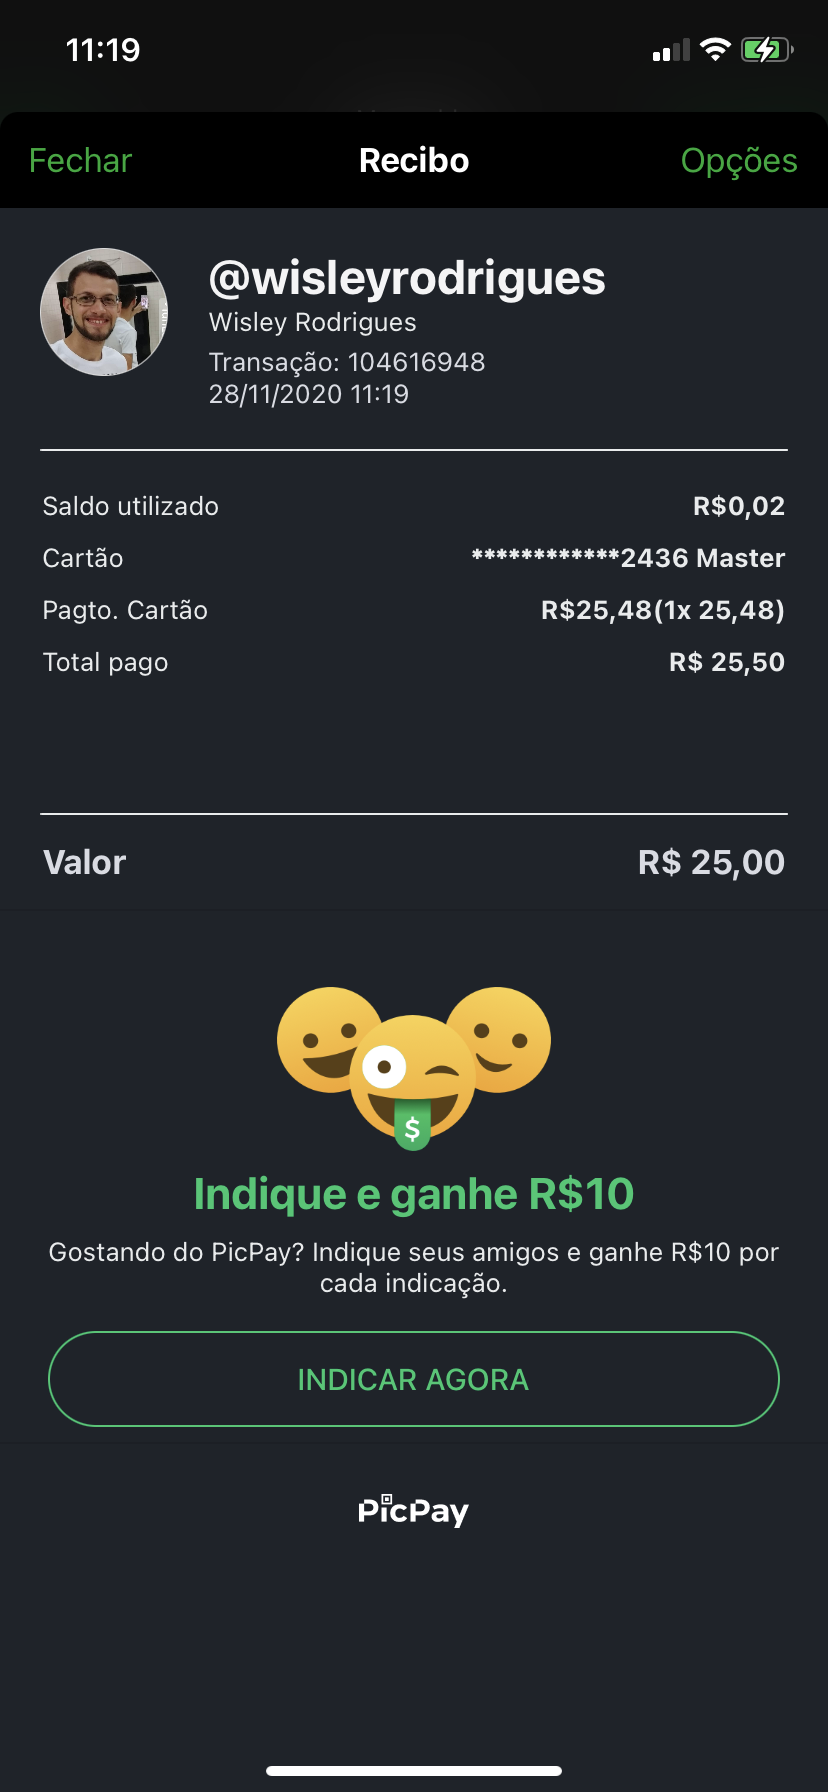 11:19
Fechar Recibo Opções
@wisleyrodrigues
Wisley Rodrigues
Transação: 104616948
28/11/2020 11:19
Saldo utilizado R$0,02
Cartão ************2436 Master
Pagto. Cartão R$25,48(1x 25,48)
Total pago R$ 25,50
Valor R$ 25,00
$
Indique e ganhe R$10
Gostando do PicPay? Indique seus amigos e ganhe R$10 por
cada indicação.
INDICAR AGORA
PicPay